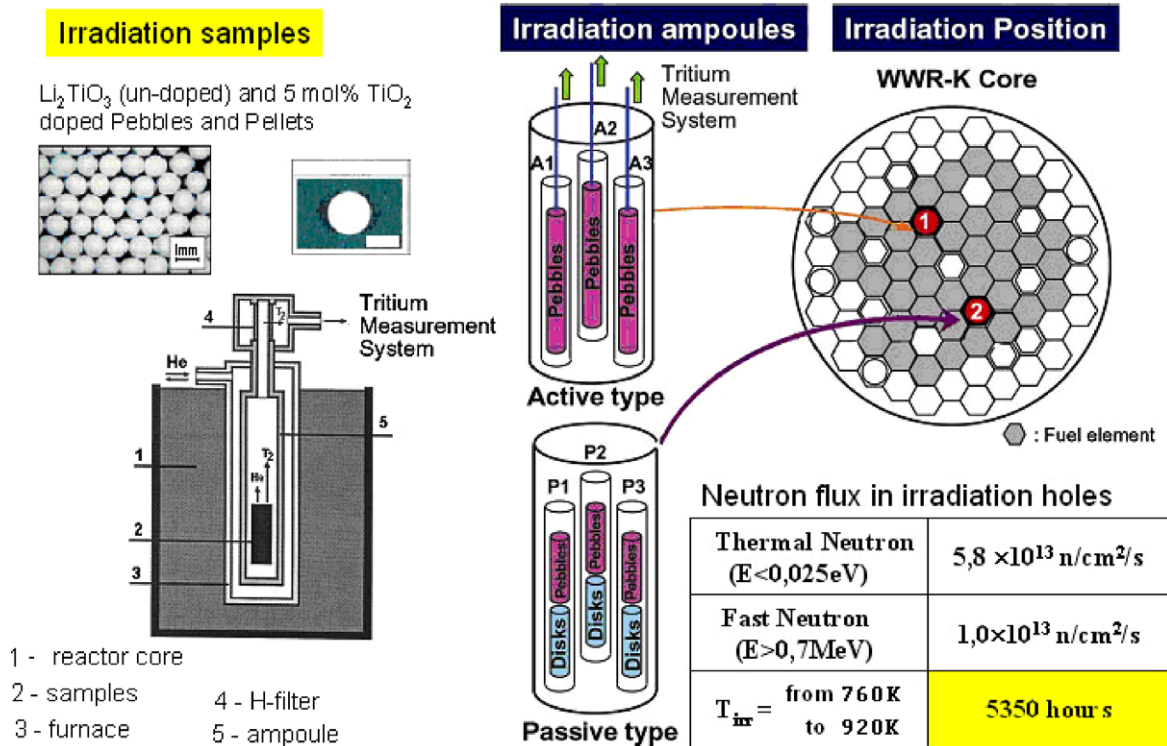 Irradiation samples
Li₂TiO₃ (un-doped) and 5 mol% TiO₂
doped Pebbles and Pellets
1mm
T₂
4
Tritium
Measurement
System
He
5
1
T₂
He
2
3
1 - reactor core
2 - samples
3 - furnace
4 - H-filter
5 - ampoule
Irradiation ampoules
Tritium
Measurement
System
A1
A2
A3
Pebbles
Pebbles
Pebbles
Active type
P1
P2
P3
Pebbles
Pebbles
Pebbles
Disks
Disks
Disks
Passive type
Irradiation Position
WWR-K Core
1
2
: Fuel element
Neutron flux in irradiation holes
Thermal Neutron
(E<0,025eV)
5,8 ×10¹³ n/cm²/s
Fast Neutron
(E>0,7MeV)
1,0×10¹³ n/cm²/s
T_irr = from 760K
to 920K
5350 hours